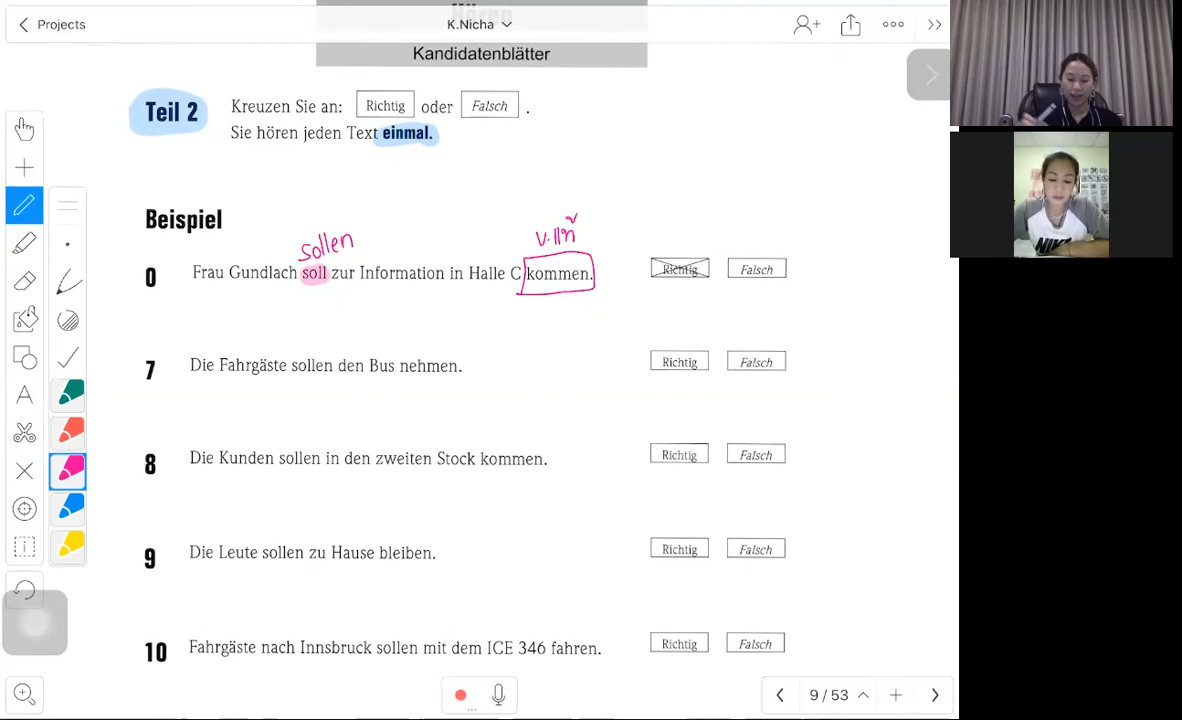 Projects
K.Nicha
Hören
Kandidatenblätter
Teil 2
Kreuzen Sie an: Richtig oder Falsch .
Sie hören jeden Text einmal.
Beispiel
sollen
v.แท้
0 Frau Gundlach soll zur Information in Halle C kommen. Richtig Falsch
7 Die Fahrgäste sollen den Bus nehmen. Richtig Falsch
8 Die Kunden sollen in den zweiten Stock kommen. Richtig Falsch
9 Die Leute sollen zu Hause bleiben. Richtig Falsch
10 Fahrgäste nach Innsbruck sollen mit dem ICE 346 fahren. Richtig Falsch
9 / 53
NIKE